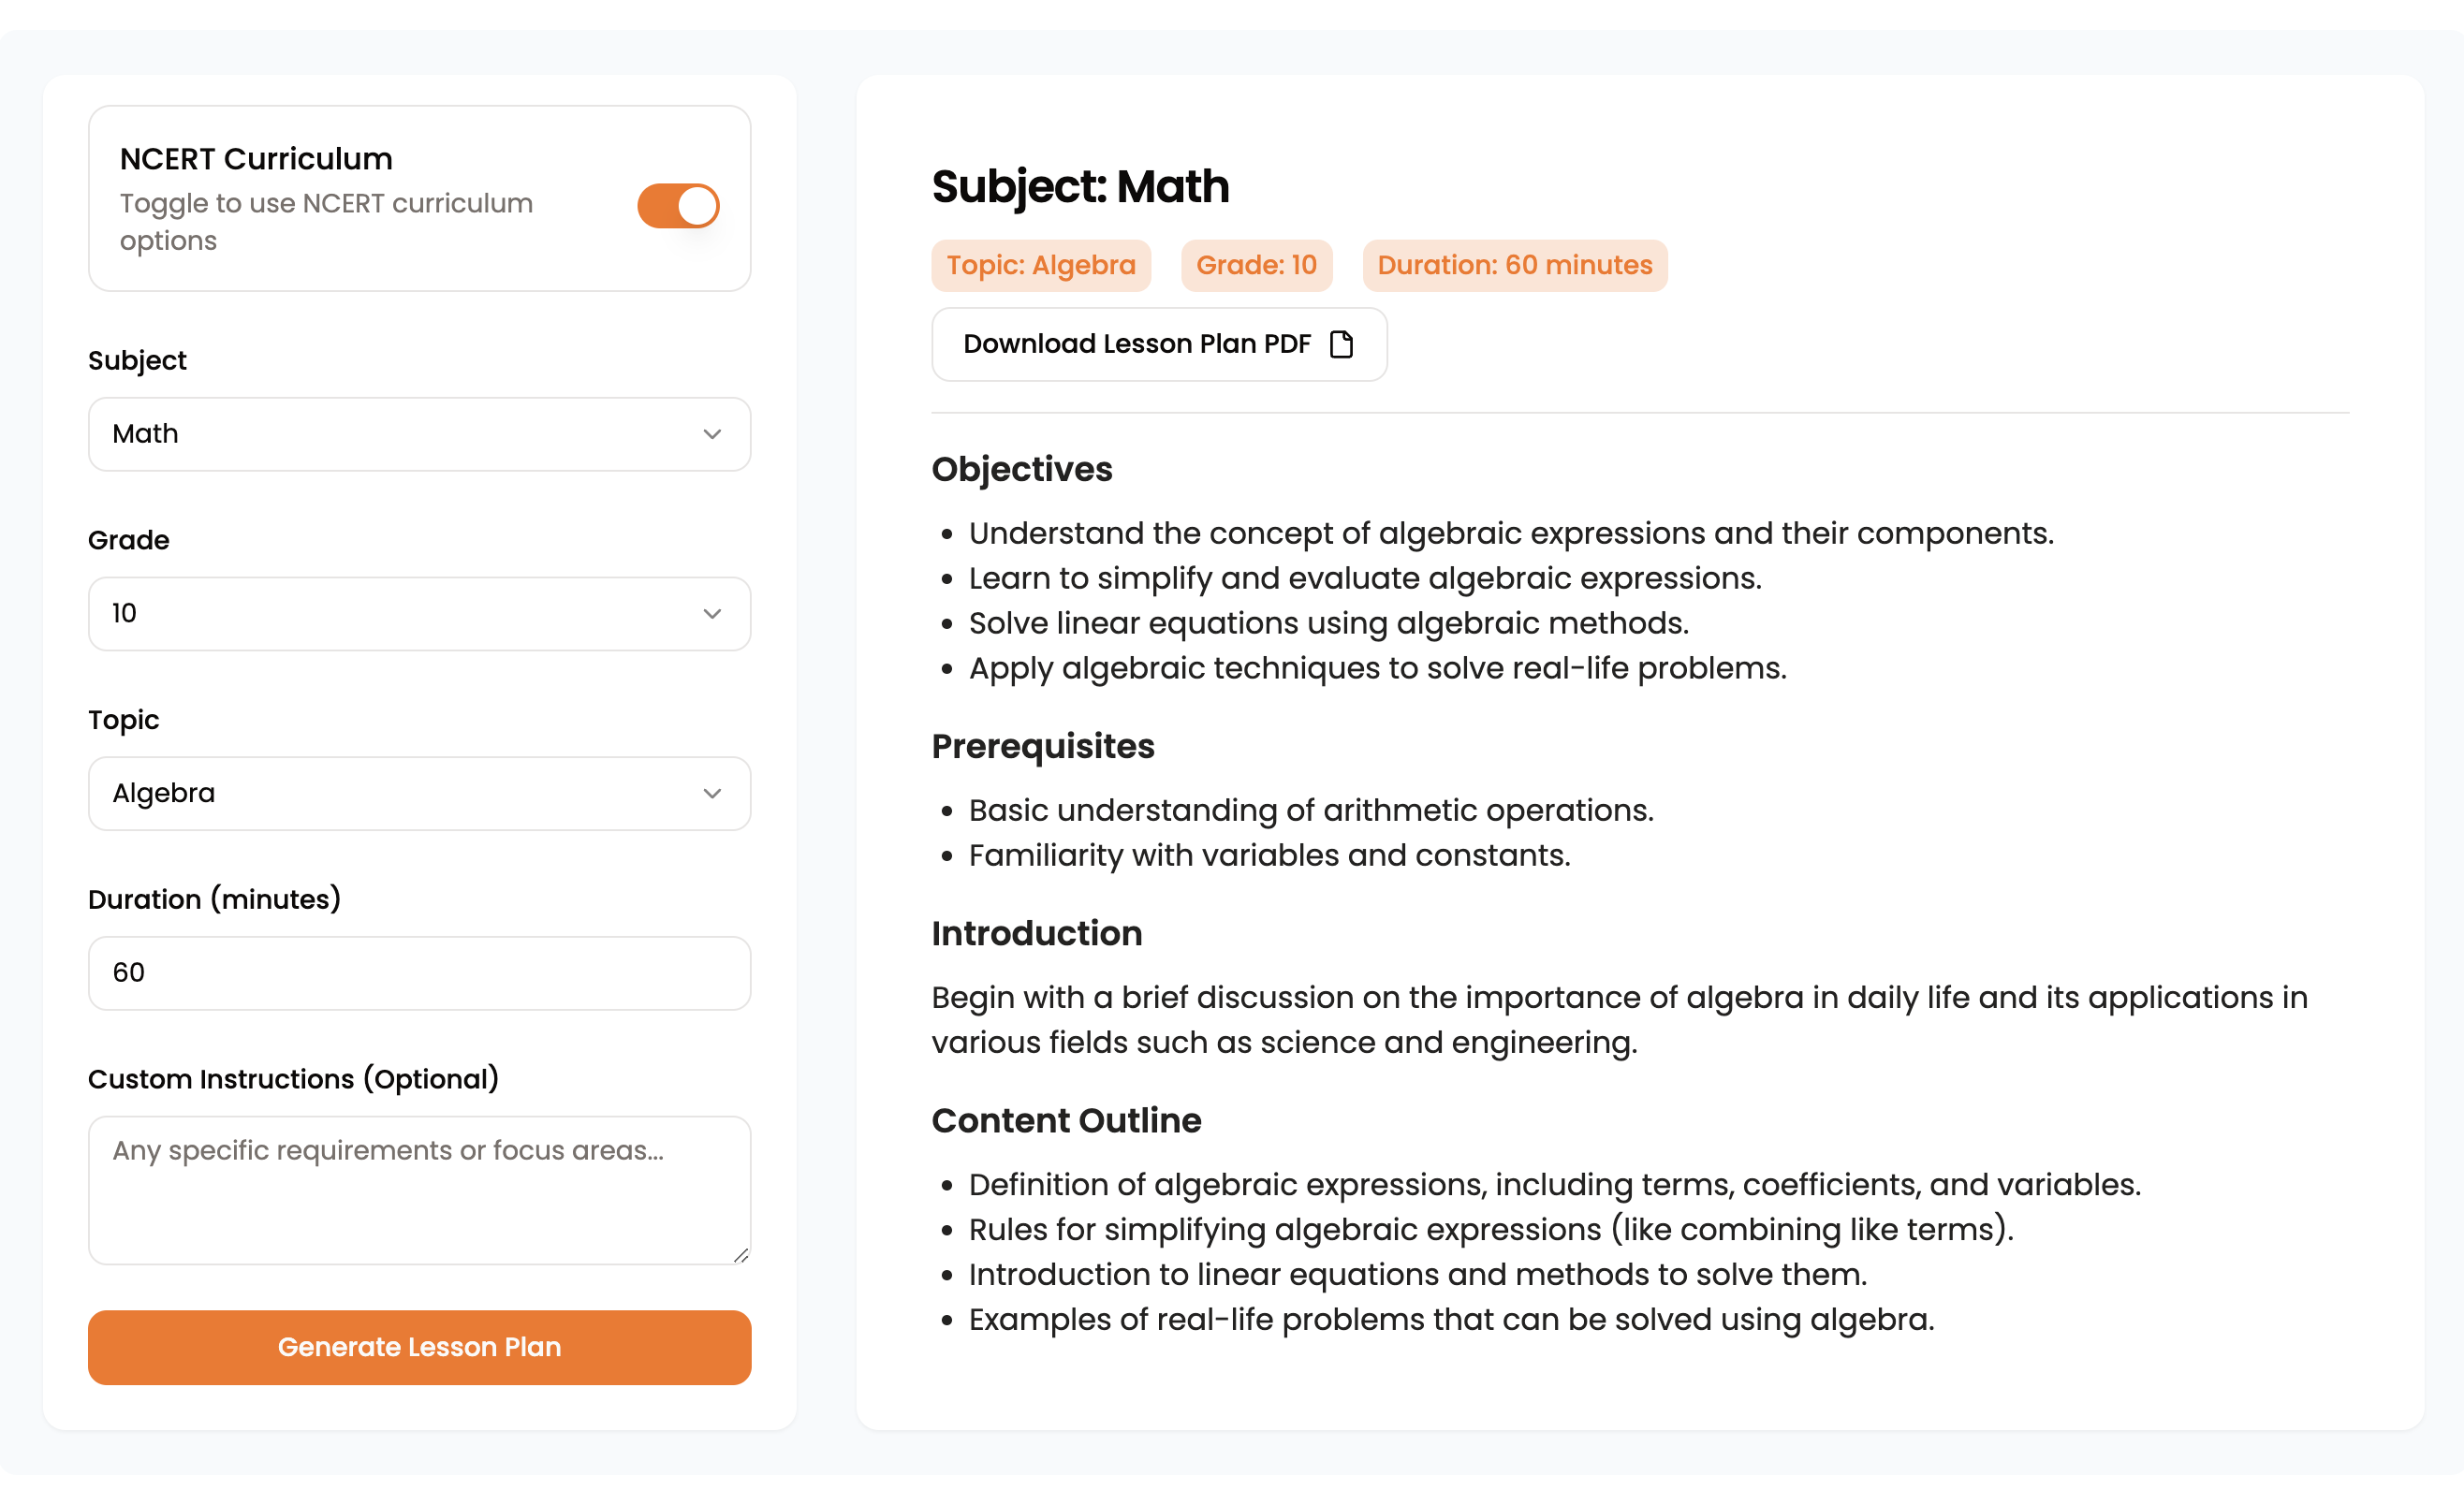 NCERT Curriculum
Toggle to use NCERT curriculum
options
Subject
Math
Grade
10
Topic
Algebra
Duration (minutes)
60
Custom Instructions (Optional)
Any specific requirements or focus areas...
Generate Lesson Plan
Subject: Math
Topic: Algebra Grade: 10 Duration: 60 minutes
Download Lesson Plan PDF
Objectives
• Understand the concept of algebraic expressions and their components.
• Learn to simplify and evaluate algebraic expressions.
• Solve linear equations using algebraic methods.
• Apply algebraic techniques to solve real-life problems.
Prerequisites
• Basic understanding of arithmetic operations.
• Familiarity with variables and constants.
Introduction
Begin with a brief discussion on the importance of algebra in daily life and its applications in
various fields such as science and engineering.
Content Outline
• Definition of algebraic expressions, including terms, coefficients, and variables.
• Rules for simplifying algebraic expressions (like combining like terms).
• Introduction to linear equations and methods to solve them.
• Examples of real-life problems that can be solved using algebra.